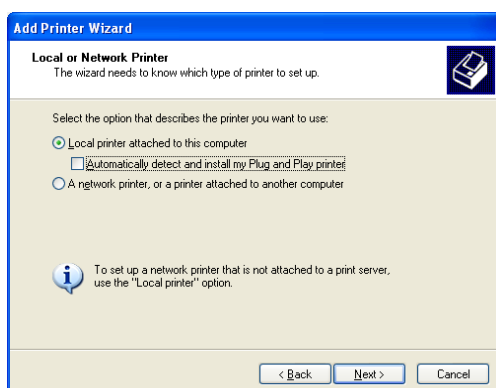 Add Printer Wizard
Local or Network Printer
The wizard needs to know which type of printer to set up.
Select the option that describes the printer you want to use:
Local printer attached to this computer
Automatically detect and install my Plug and Play printer
A network printer, or a printer attached to another computer
To set up a network printer that is not attached to a print server,
use the "Local printer" option.
< Back
Next >
Cancel